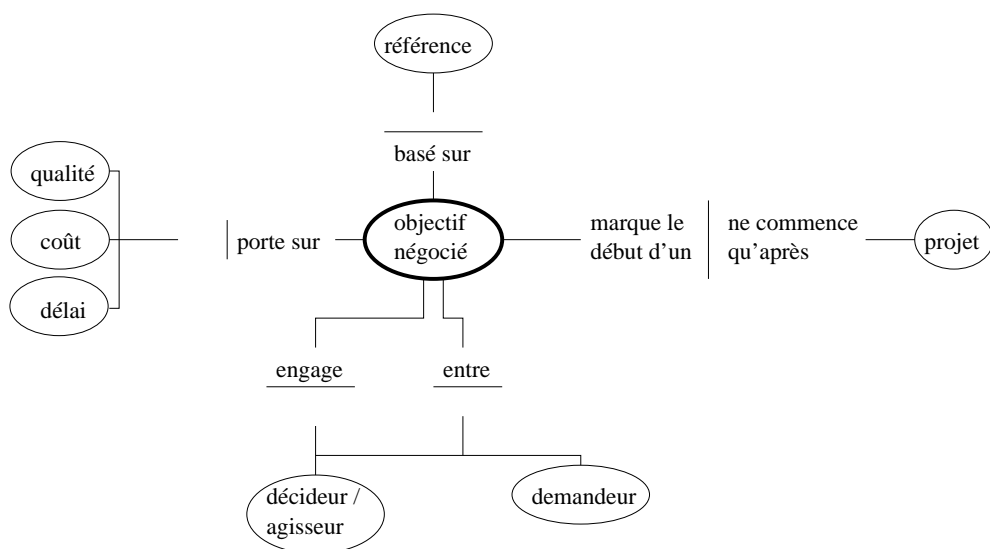 référence
basé sur
qualité
coût
délai
porte sur
objectif
négocié
marque le
début d'un
ne commence
qu'après
projet
engage
entre
décideur /
agisseur
demandeur